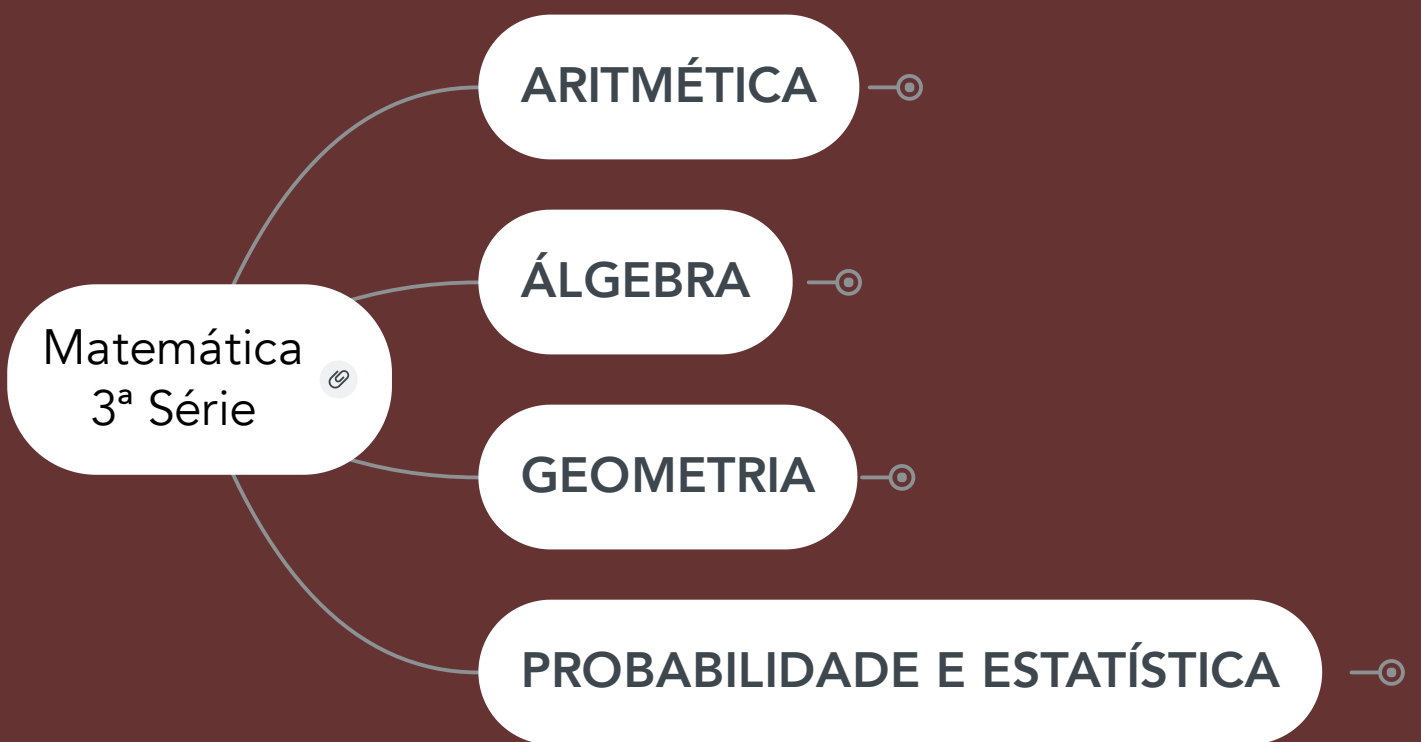 ARITMÉTICA
ÁLGEBRA
Matemática
3ª Série
GEOMETRIA
PROBABILIDADE E ESTATÍSTICA